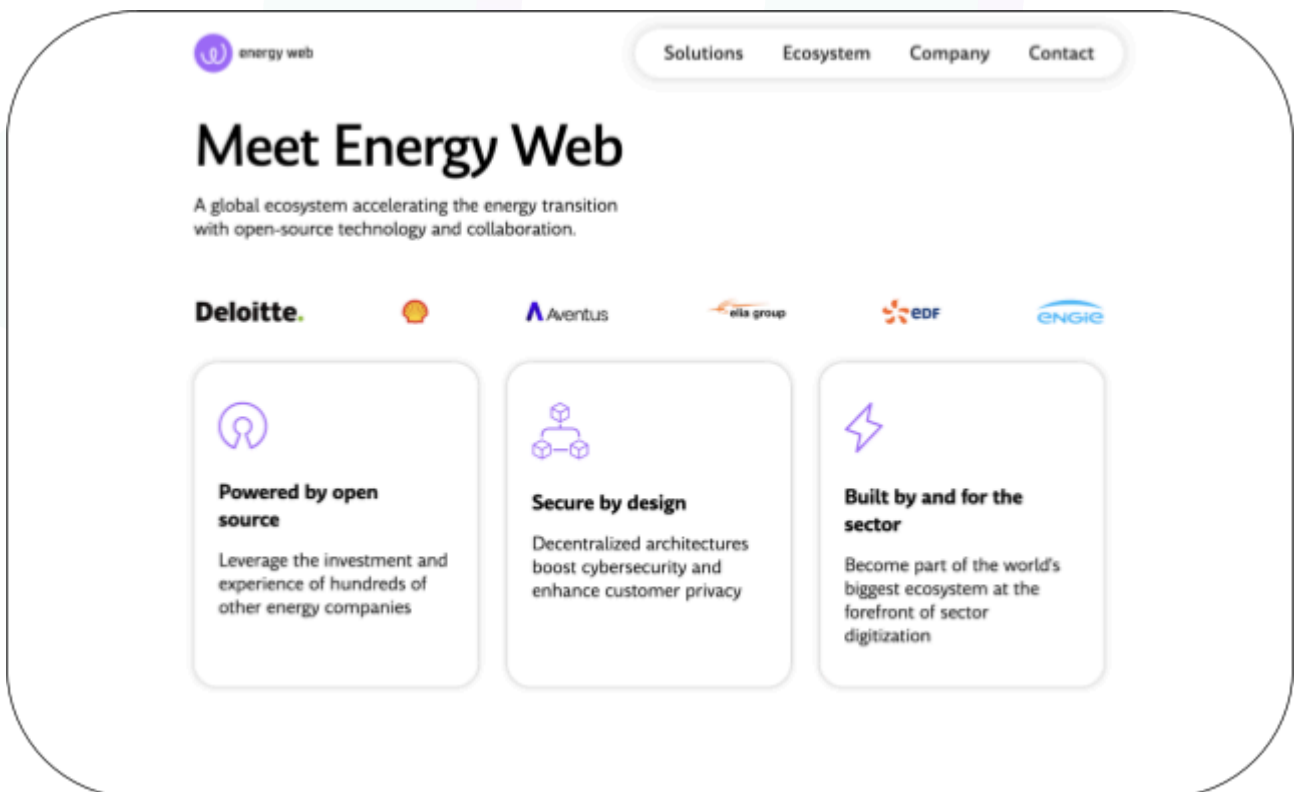 energy web
Solutions Ecosystem Company Contact
Meet Energy Web
A global ecosystem accelerating the energy transition
with open-source technology and collaboration.
Deloitte. Aventus elia group eDF ENGIE
Powered by open
source
Leverage the investment and
experience of hundreds of
other energy companies
Secure by design
Decentralized architectures
boost cybersecurity and
enhance customer privacy
Built by and for the
sector
Become part of the world's
biggest ecosystem at the
forefront of sector
digitization